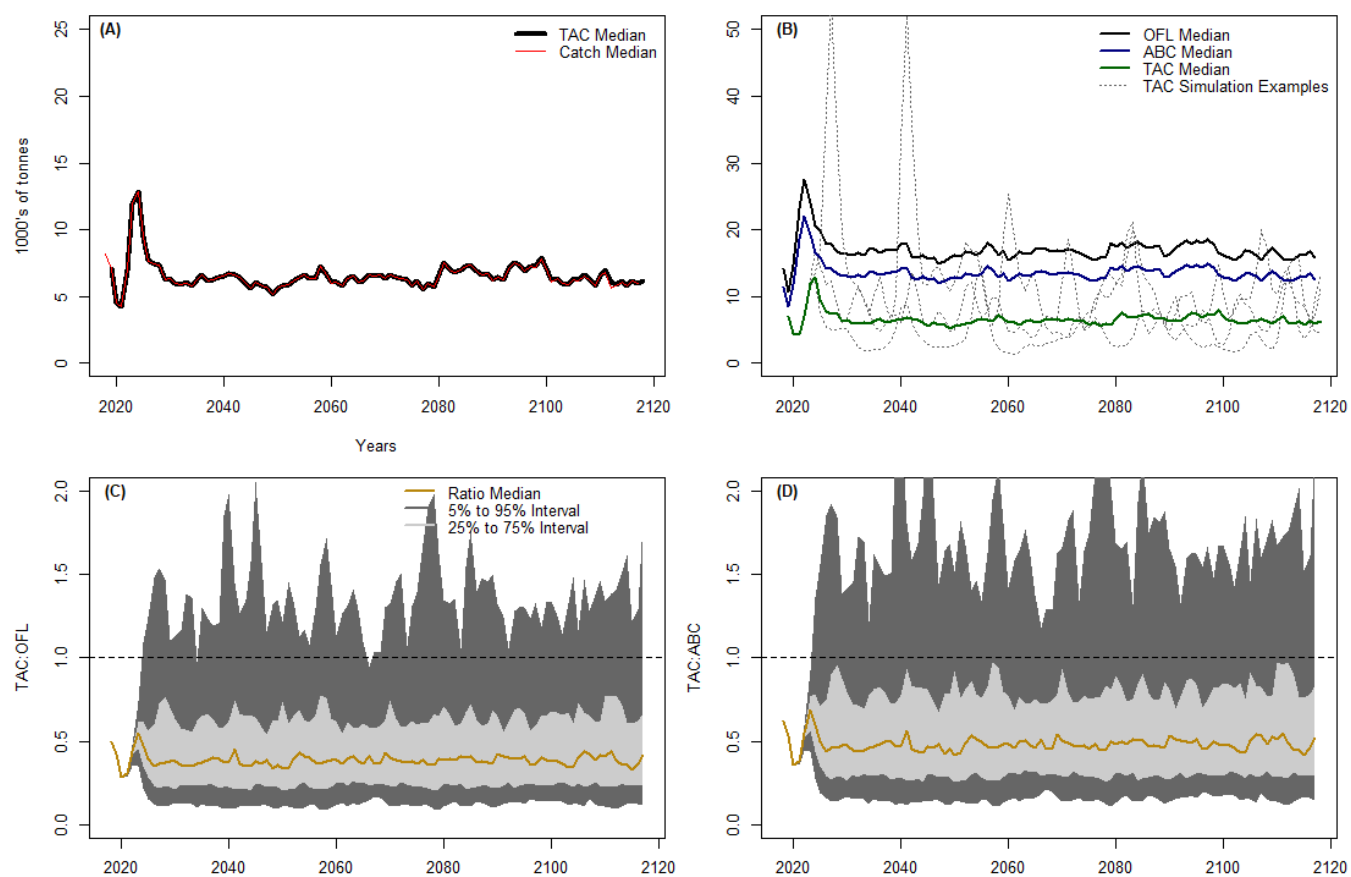 (A)
TAC Median
Catch Median
1000's of tonnes
0
5
10
15
20
25
2020
2040
2060
2080
2100
2120
Years
(B)
OFL Median
ABC Median
TAC Median
TAC Simulation Examples
0
10
20
30
40
50
2020
2040
2060
2080
2100
2120
(C)
Ratio Median
5% to 95% Interval
25% to 75% Interval
TAC:OFL
0.0
0.5
1.0
1.5
2.0
2020
2040
2060
2080
2100
2120
(D)
TAC:ABC
0.0
0.5
1.0
1.5
2.0
2020
2040
2060
2080
2100
2120